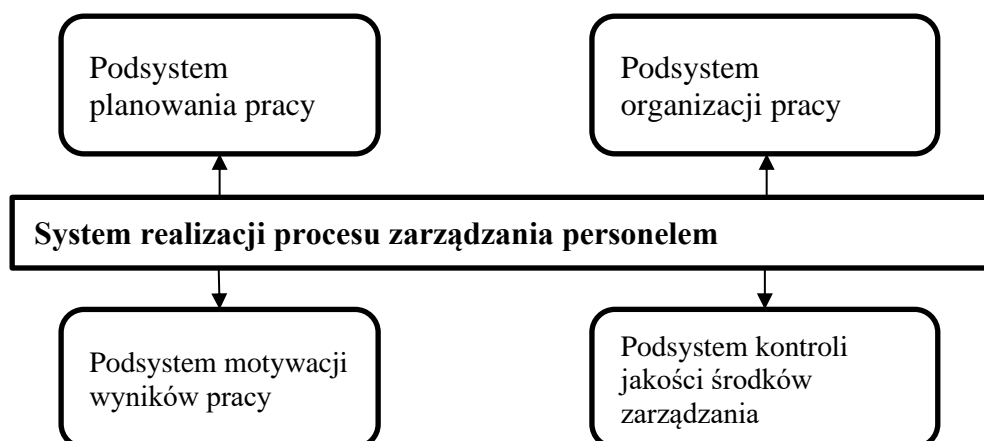 Podsystem
planowania pracy
Podsystem
organizacji pracy
System realizacji procesu zarządzania personelem
Podsystem motywacji
wyników pracy
Podsystem kontroli
jakości środków
zarządzania